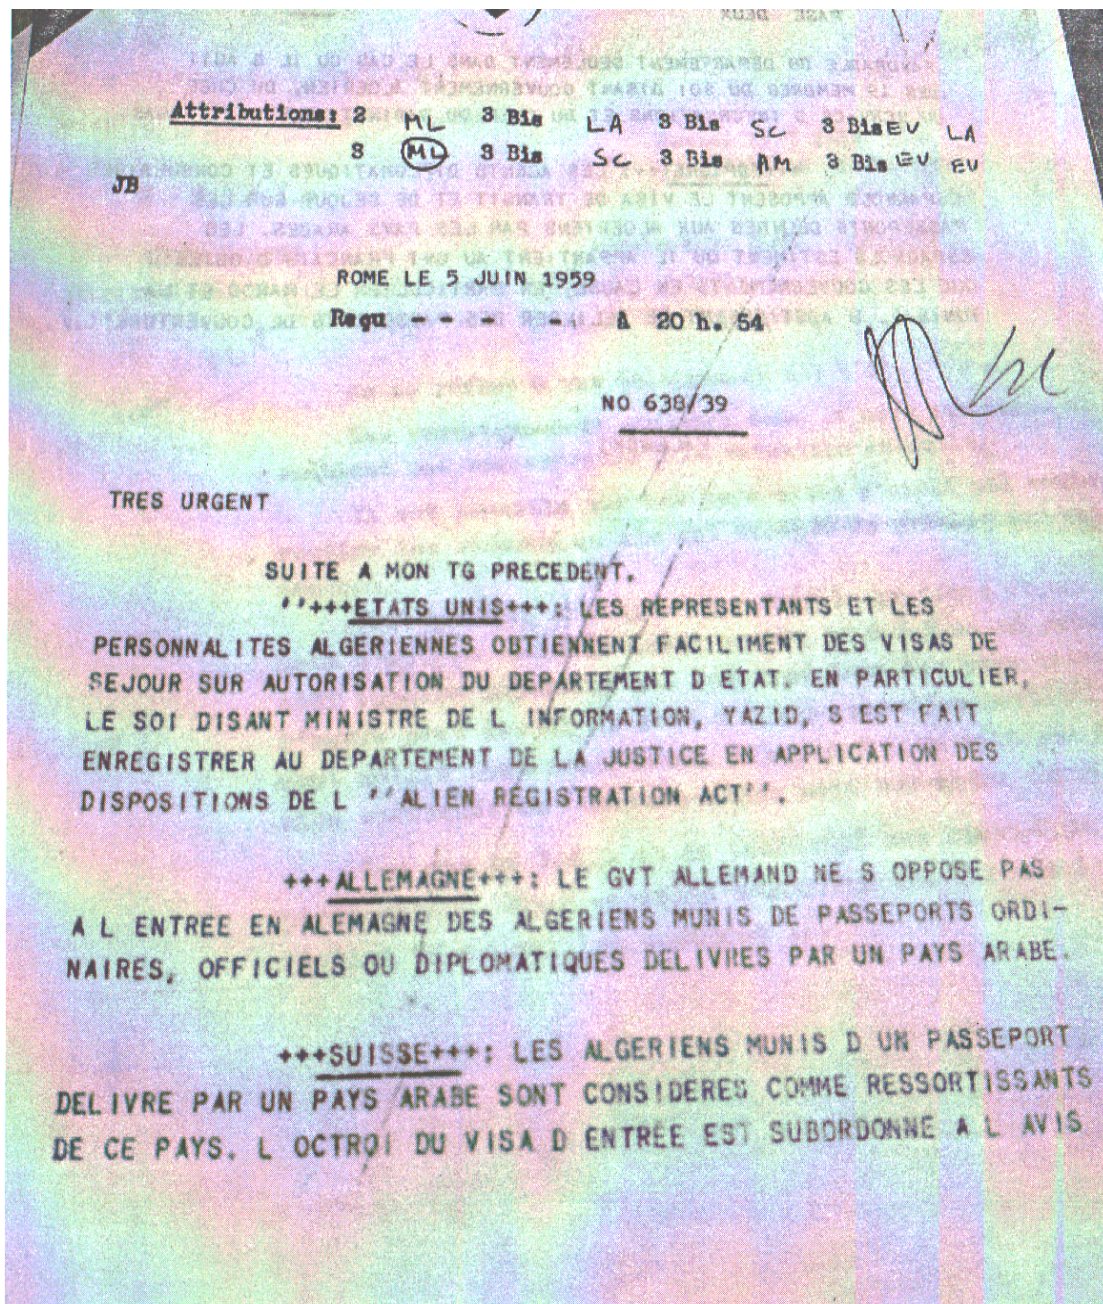 Attributions: 2 ML 3 Bis LA 3 Bis SC 3 Bis EV LA
3 ML 3 Bis SC 3 Bis AM 3 Bis EV EV
JB
ROME LE 5 JUIN 1959
Reçu - - - - -- A 20 h. 54
NO 638/39
TRES URGENT
SUITE A MON TG PRECEDENT.
''+++ETATS UNIS+++: LES REPRESENTANTS ET LES
PERSONNALITES ALGERIENNES OBTIENNENT FACILIMENT DES VISAS DE
SEJOUR SUR AUTORISATION DU DEPARTEMENT D ETAT. EN PARTICULIER,
LE SOI DISANT MINISTRE DE L INFORMATION, YAZID, S EST FAIT
ENREGISTRER AU DEPARTEMENT DE LA JUSTICE EN APPLICATION DES
DISPOSITIONS DE L ''ALIEN REGISTRATION ACT''.
+++ALLEMAGNE+++: LE GVT ALLEMAND NE S OPPOSE PAS
A L ENTREE EN ALEMAGNE DES ALGERIENS MUNIS DE PASSEPORTS ORDI-
NAIRES, OFFICIELS OU DIPLOMATIQUES DELIVRES PAR UN PAYS ARABE.
+++SUISSE+++: LES ALGERIENS MUNIS D UN PASSEPORT
DELIVRE PAR UN PAYS ARABE SONT CONSIDERES COMME RESSORTISSANTS
DE CE PAYS. L OCTROI DU VISA D ENTREE EST SUBORDONNE A L AVIS